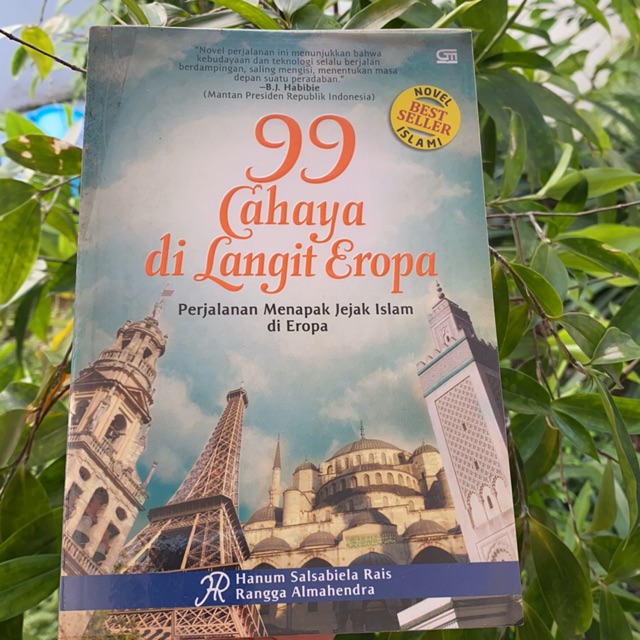 "Novel perjalanan ini menunjukkan bahwa
kebudayaan dan teknologi selalu berjalan
berdampingan, saling mengisi, menentukan masa
depan suatu peradaban."
—B.J. Habibie
(Mantan Presiden Republik Indonesia)
NOVEL
BEST
SELLER
ISLAMI
99
Cahaya
di Langit Eropa
Perjalanan Menapak Jejak Islam
di Eropa
Hanum Salsabiela Rais
Rangga Almahendra